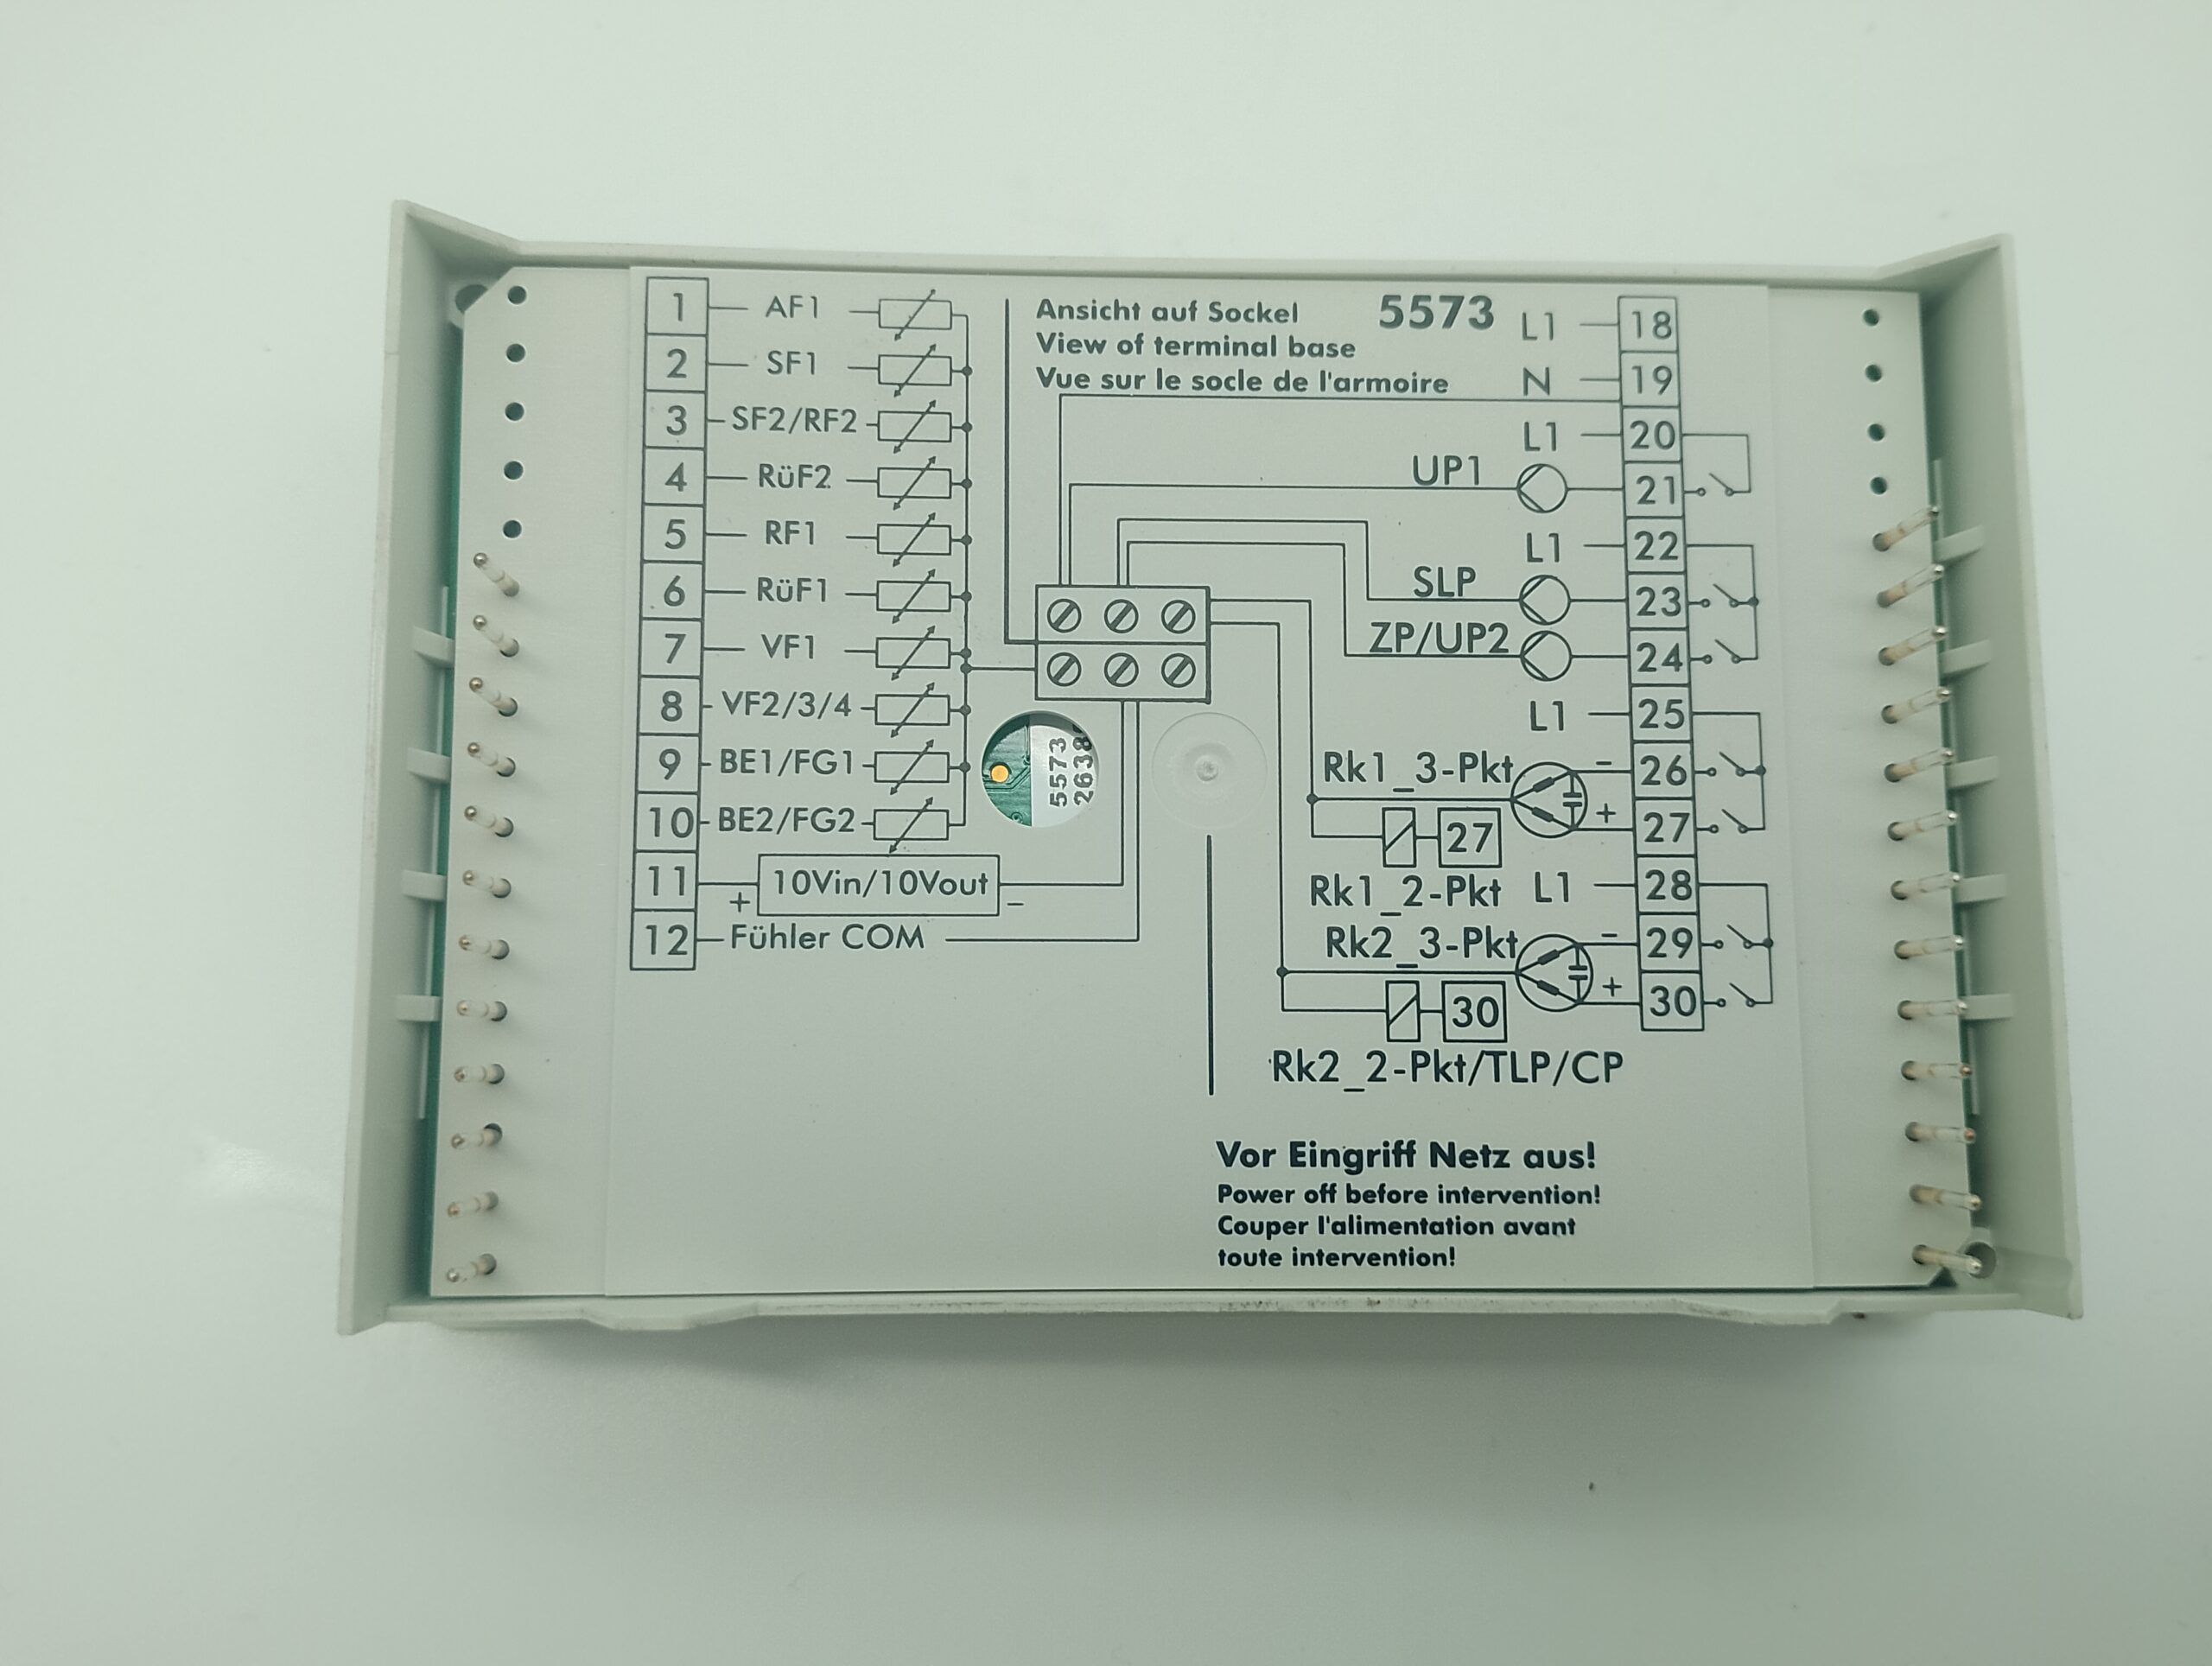 1 AF1
2 SF1
3 SF2/RF2
4 RüF2
5 RF1
6 RüF1
7 VF1
8 VF2/3/4
9 BE1/FG1
10 BE2/FG2
11 + 10Vin/10Vout –
12 Fühler COM
Ansicht auf Sockel 5573
View of terminal base
Vue sur le socle de l'armoire
L1 18
N 19
L1 20
UP1 21
L1 22
SLP 23
ZP/UP2 24
L1 25
Rk1_3-Pkt – 26
+ 27
27
Rk1_2-Pkt L1 28
Rk2_3-Pkt – 29
+ 30
30
Rk2_2-Pkt/TLP/CP
5573
2638
Vor Eingriff Netz aus!
Power off before intervention!
Couper l'alimentation avant
toute intervention!